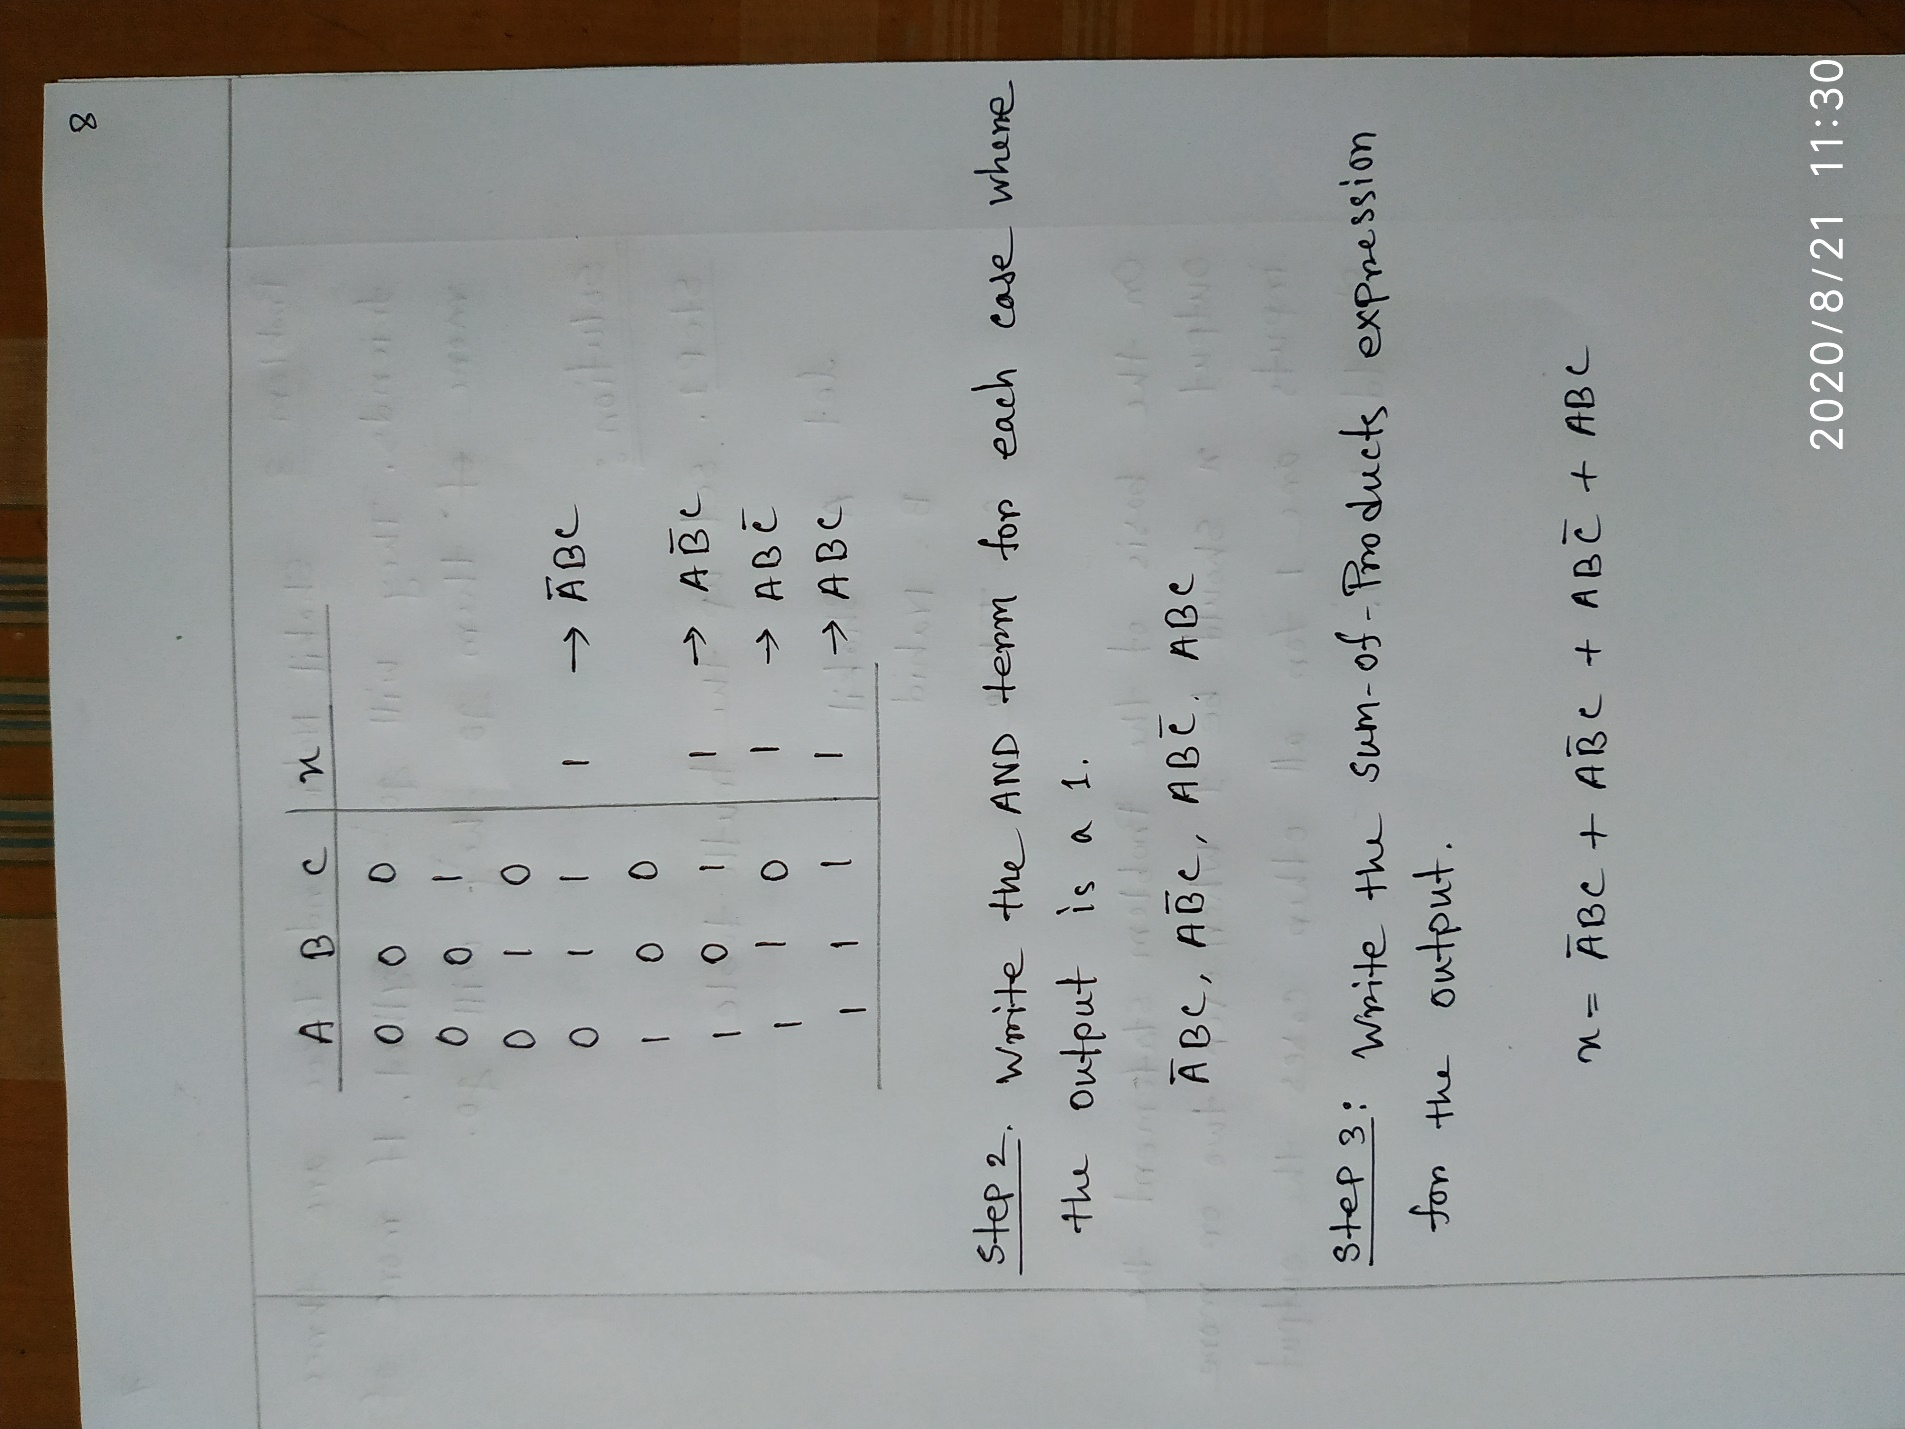 8
A B C x
0 0 0
0 0 1
0 1 0
0 1 1 1 → A̅BC
1 0 0
1 0 1 1 → AB̅C
1 1 0 1 → ABC̅
1 1 1 1 → ABC
Step 2. Write the AND term for each case where
the output is a 1.
A̅BC, AB̅C, ABC̅, ABC
Step 3: Write the sum-of-Products expression
for the output.
x = A̅BC + AB̅C + ABC̅ + ABC
2020/8/21 11:30